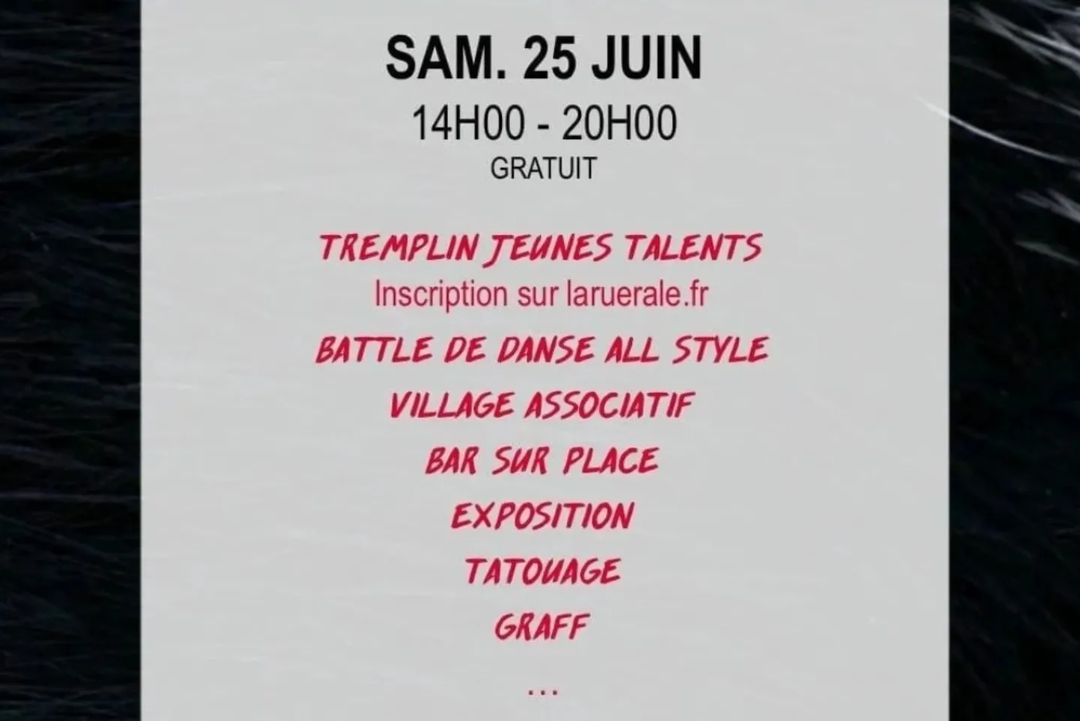 SAM. 25 JUIN
14H00 - 20H00
GRATUIT
TREMPLIN JEUNES TALENTS
Inscription sur laruerale.fr
BATTLE DE DANSE ALL STYLE
VILLAGE ASSOCIATIF
BAR SUR PLACE
EXPOSITION
TATOUAGE
GRAFF
...